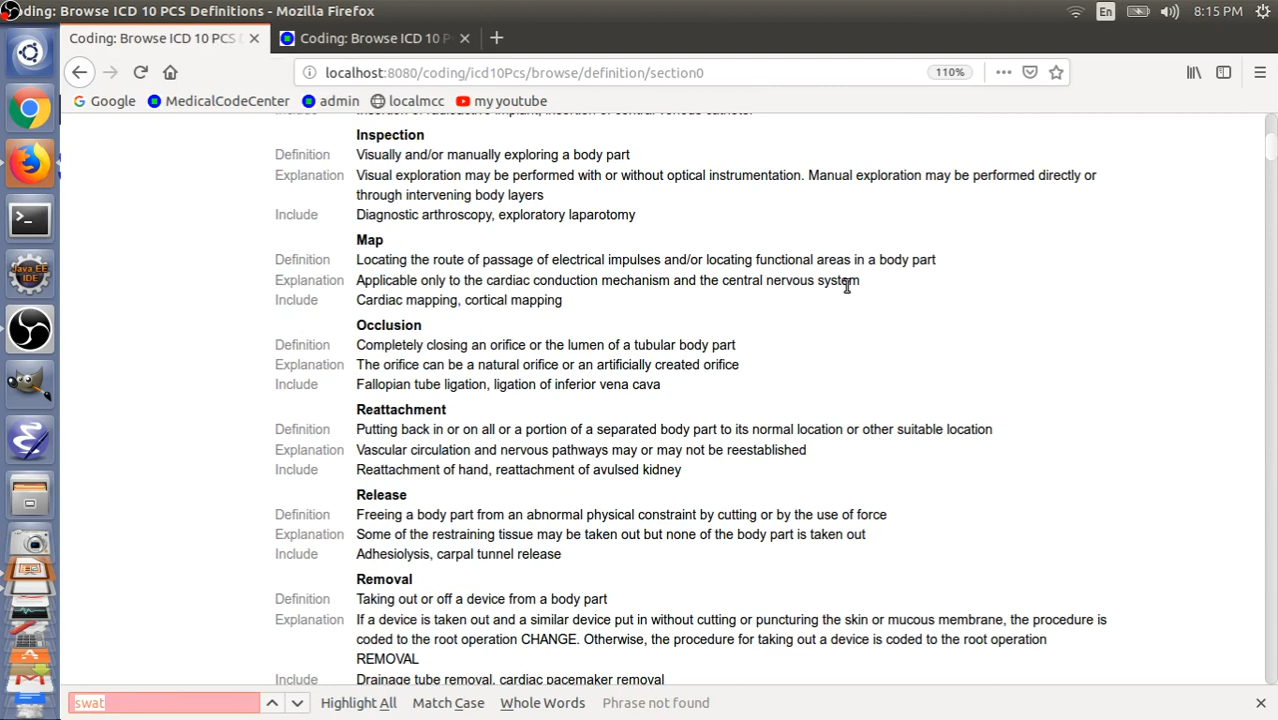 ding: Browse ICD 10 PCS Definitions - Mozilla Firefox
En
8:15 PM
Coding: Browse ICD 10 PCS
Coding: Browse ICD 10 P
localhost:8080/coding/icd10Pcs/browse/definition/section0
110%
Google MedicalCodeCenter admin localmcc my youtube
Include Insertion of radioactive implant, insertion of central venous catheter
Inspection
Definition Visually and/or manually exploring a body part
Explanation Visual exploration may be performed with or without optical instrumentation. Manual exploration may be performed directly or
through intervening body layers
Include Diagnostic arthroscopy, exploratory laparotomy
Map
Definition Locating the route of passage of electrical impulses and/or locating functional areas in a body part
Explanation Applicable only to the cardiac conduction mechanism and the central nervous system
Include Cardiac mapping, cortical mapping
Occlusion
Definition Completely closing an orifice or the lumen of a tubular body part
Explanation The orifice can be a natural orifice or an artificially created orifice
Include Fallopian tube ligation, ligation of inferior vena cava
Reattachment
Definition Putting back in or on all or a portion of a separated body part to its normal location or other suitable location
Explanation Vascular circulation and nervous pathways may or may not be reestablished
Include Reattachment of hand, reattachment of avulsed kidney
Release
Definition Freeing a body part from an abnormal physical constraint by cutting or by the use of force
Explanation Some of the restraining tissue may be taken out but none of the body part is taken out
Include Adhesiolysis, carpal tunnel release
Removal
Definition Taking out or off a device from a body part
Explanation If a device is taken out and a similar device put in without cutting or puncturing the skin or mucous membrane, the procedure is
coded to the root operation CHANGE. Otherwise, the procedure for taking out a device is coded to the root operation
REMOVAL
Include Drainage tube removal, cardiac pacemaker removal
swat
Highlight All Match Case Whole Words Phrase not found
Java EE
IDE